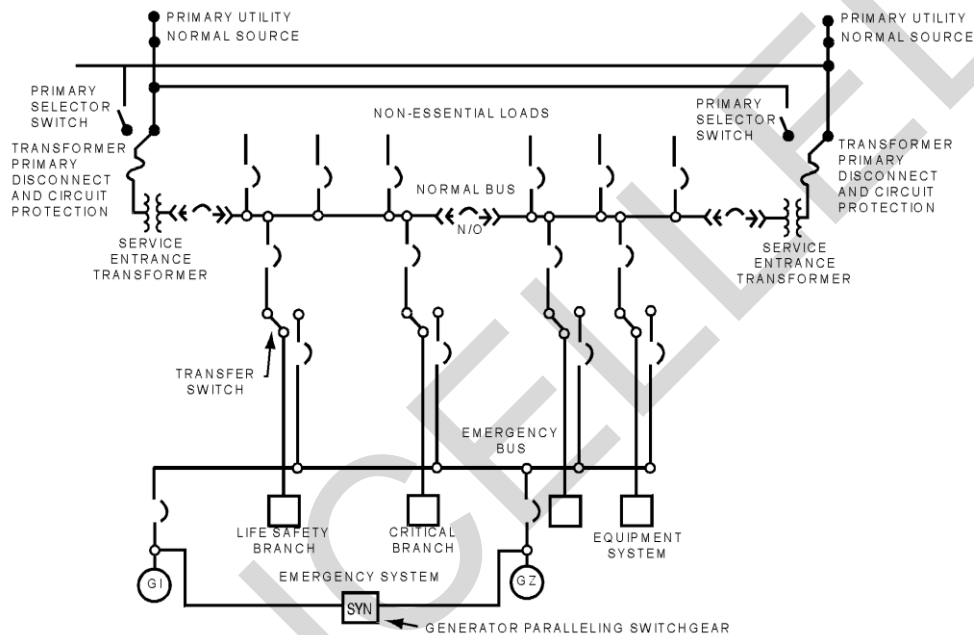 PRIMARY UTILITY
NORMAL SOURCE
PRIMARY UTILITY
NORMAL SOURCE
PRIMARY
SELECTOR
SWITCH
NON-ESSENTIAL LOADS
PRIMARY
SELECTOR
SWITCH
TRANSFORMER
PRIMARY
DISCONNECT
AND CIRCUIT
PROTECTION
TRANSFORMER
PRIMARY
DISCONNECT
AND CIRCUIT
PROTECTION
NORMAL BUS
N/O
SERVICE
ENTRANCE
TRANSFORMER
SERVICE
ENTRANCE
TRANSFORMER
TRANSFER
SWITCH
EMERGENCY
BUS
LIFE SAFETY
BRANCH
CRITICAL
BRANCH
EQUIPMENT
SYSTEM
GI
EMERGENCY SYSTEM
GZ
SYN
GENERATOR PARALLELING SWITCHGEAR